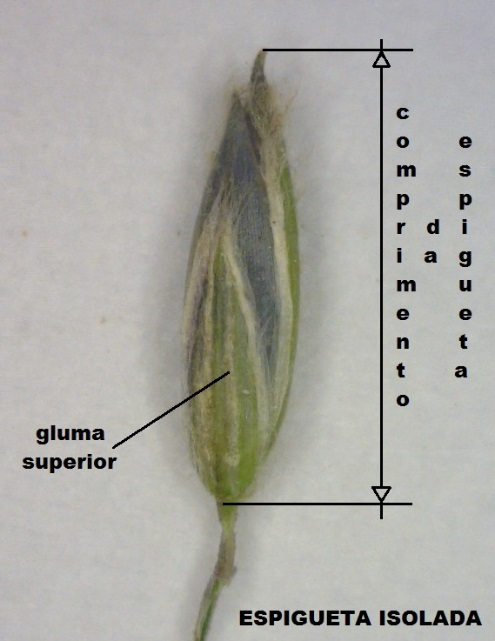 comprimento
da
espigueta
gluma
superior
ESPIGUETA ISOLADA